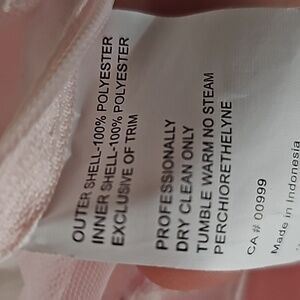 OUTER SHELL-100% POLYESTER
INNER SHELL-100% POLYESTER
EXCLUSIVE OF TRIM
PROFESSIONALLY
DRY CLEAN ONLY
TUMBLE WARM NO STEAM
PERCHIORETHELYNE
CA # 00999
Made in Indonesia